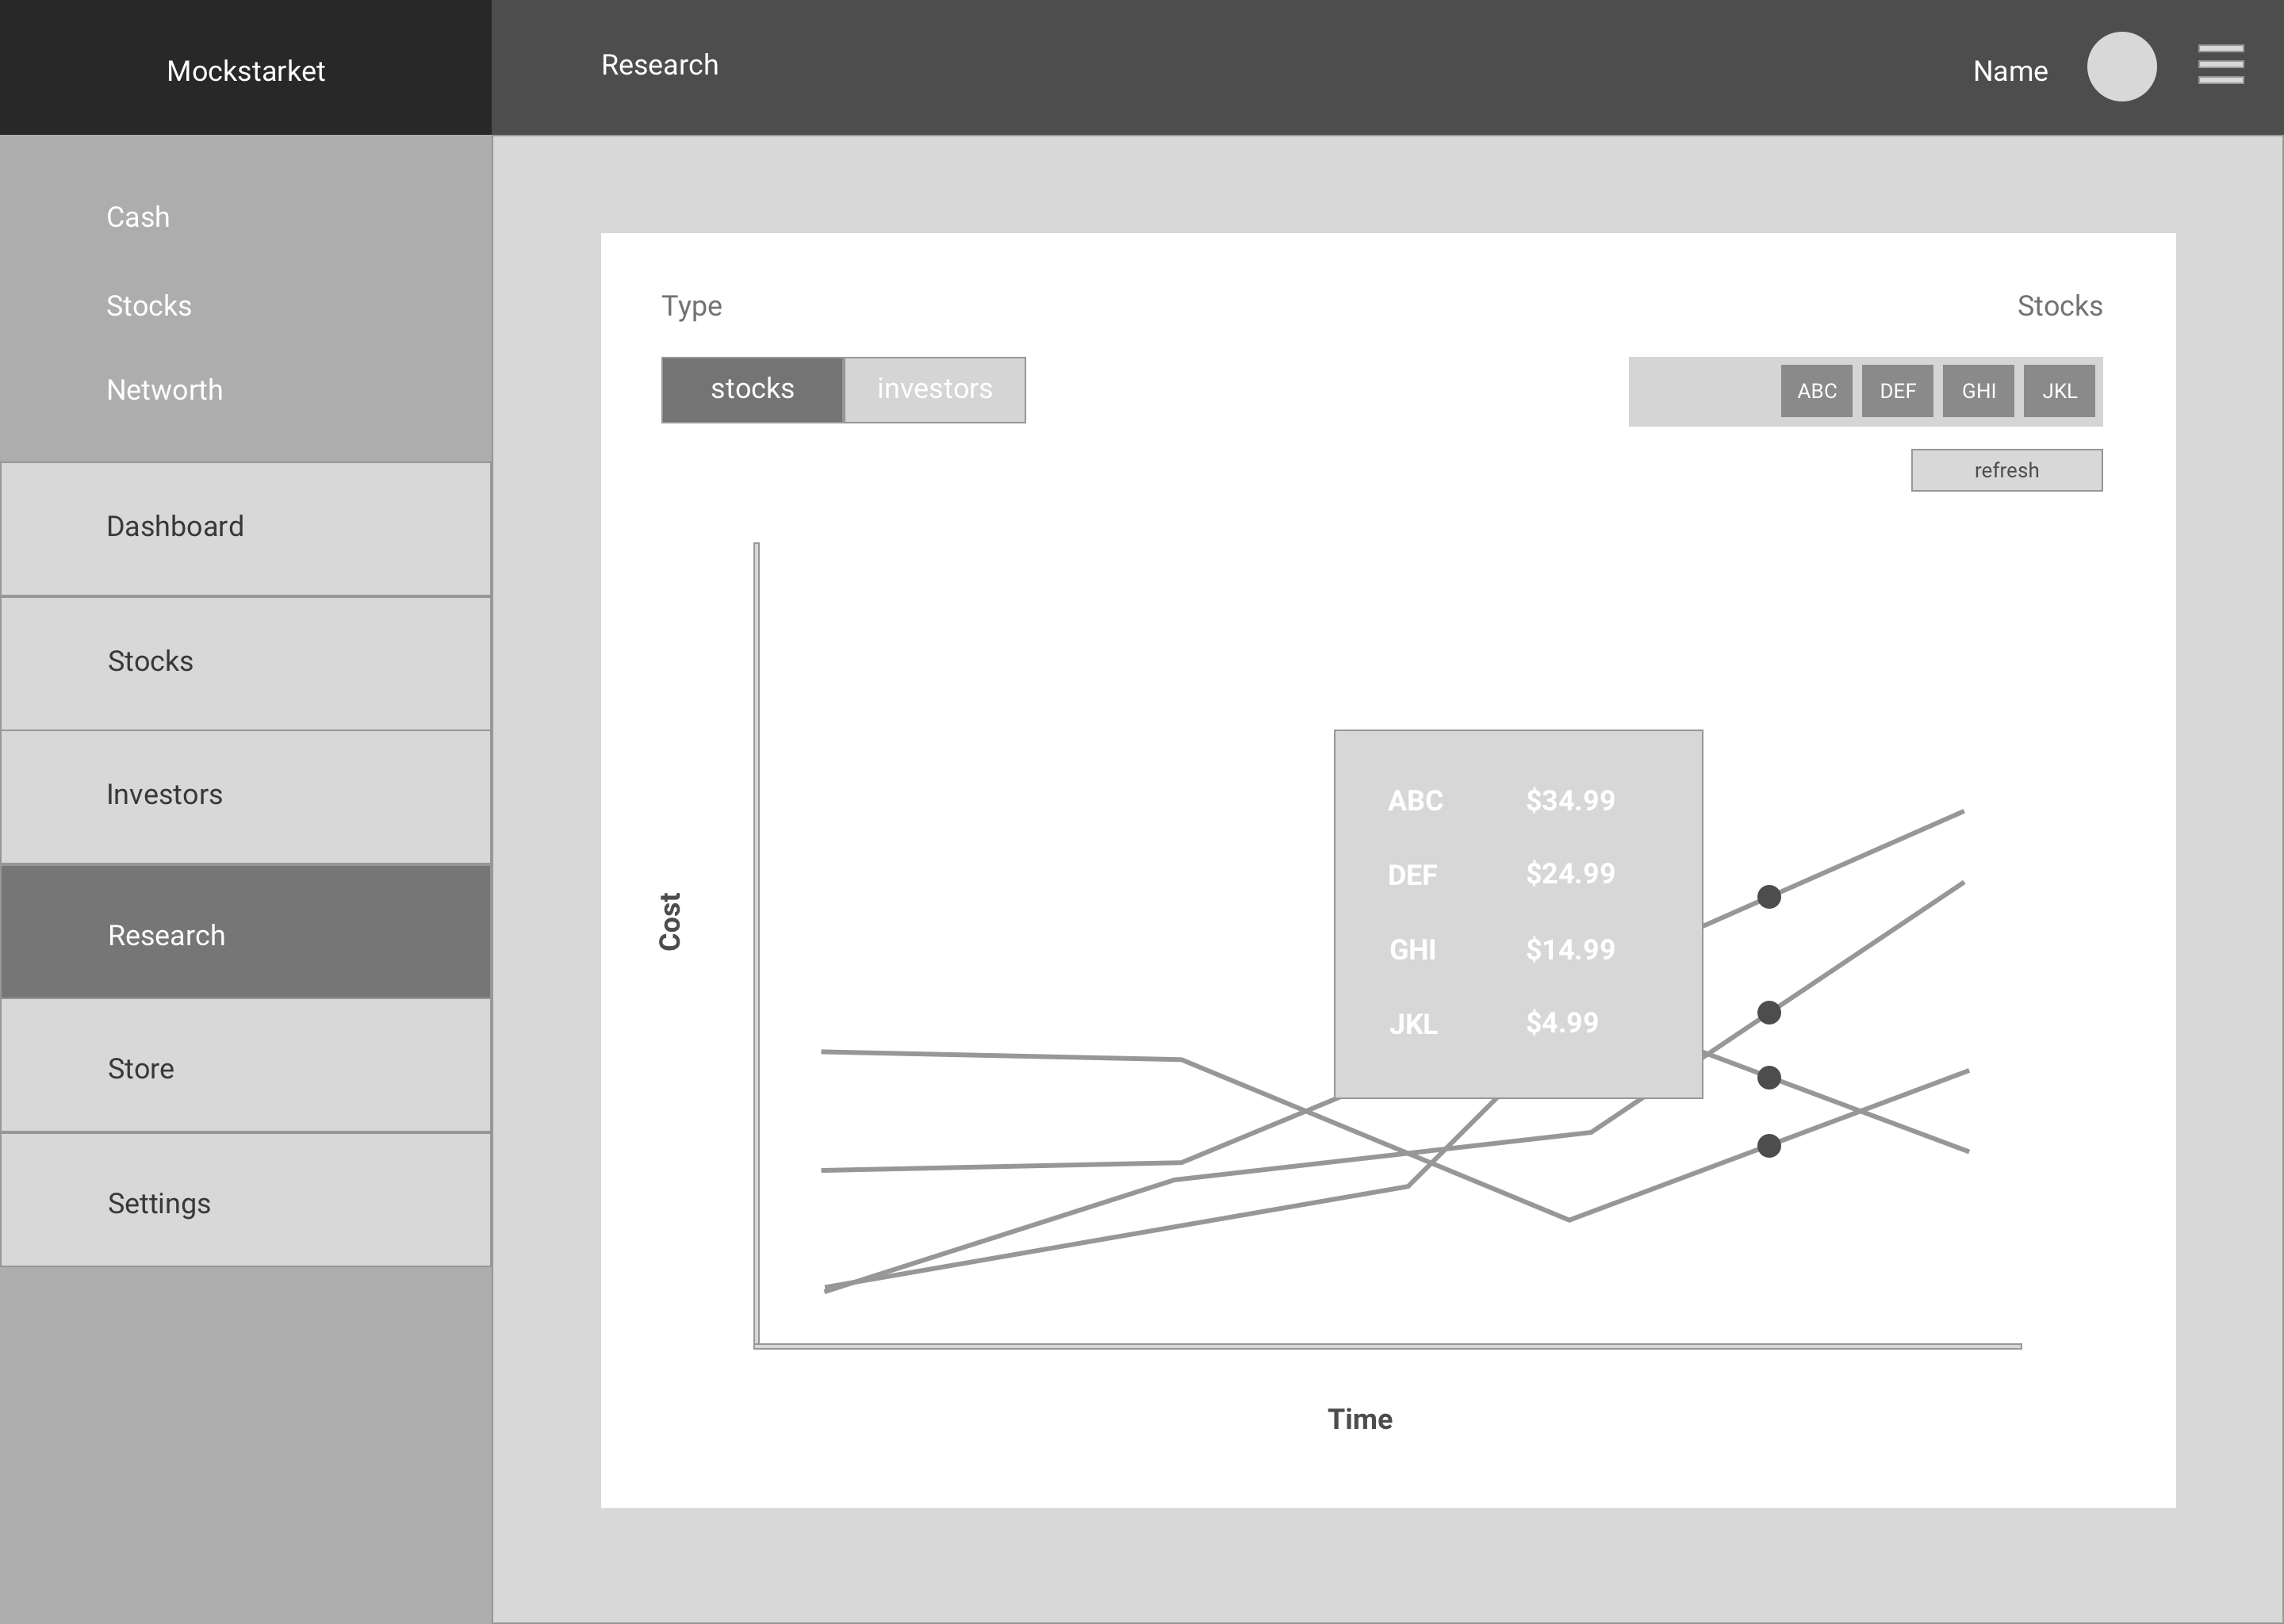 Mockstarket
Research
Name
Cash
Stocks
Networth
Dashboard
Stocks
Investors
Research
Store
Settings
Type
Stocks
stocks investors
ABC DEF GHI JKL
refresh
Cost
ABC $34.99
DEF $24.99
GHI $14.99
JKL $4.99
Time